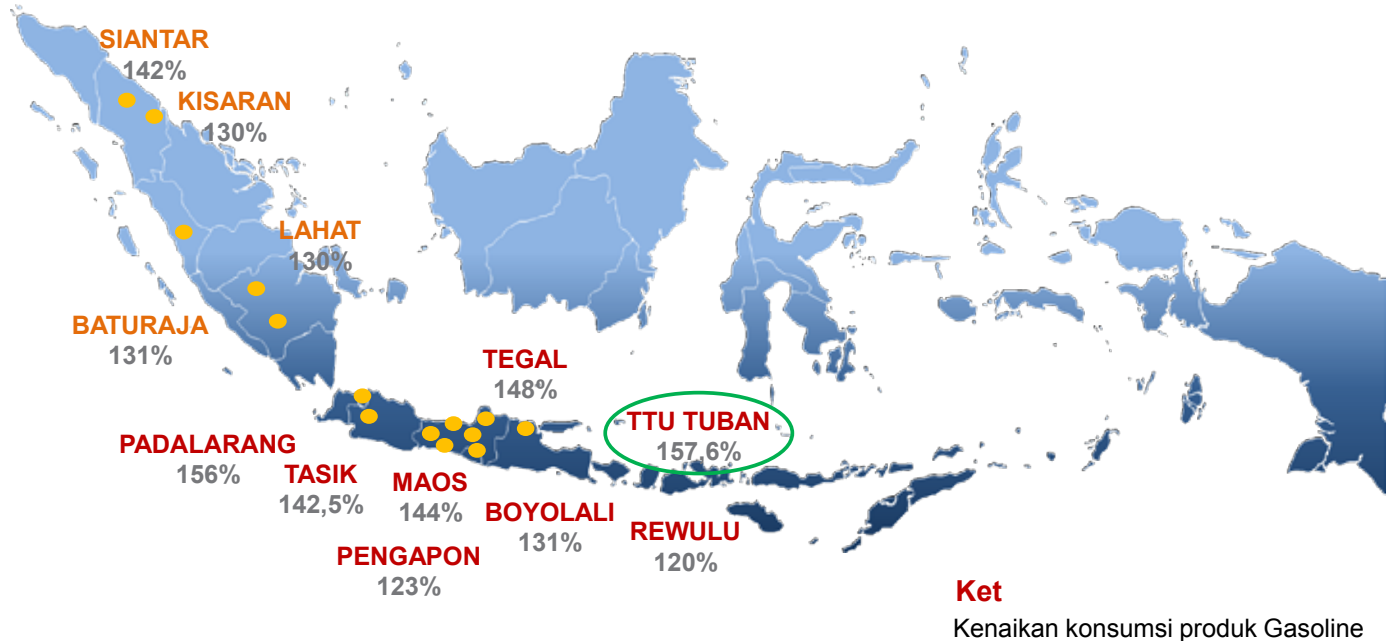 SIANTAR
142%
KISARAN
130%
LAHAT
130%
BATURAJA
131%
TEGAL
148%
TTU TUBAN
157,6%
PADALARANG
156%
TASIK
142,5%
MAOS
144%
BOYOLALI
131%
REWULU
120%
PENGAPON
123%
Ket
Kenaikan konsumsi produk Gasoline